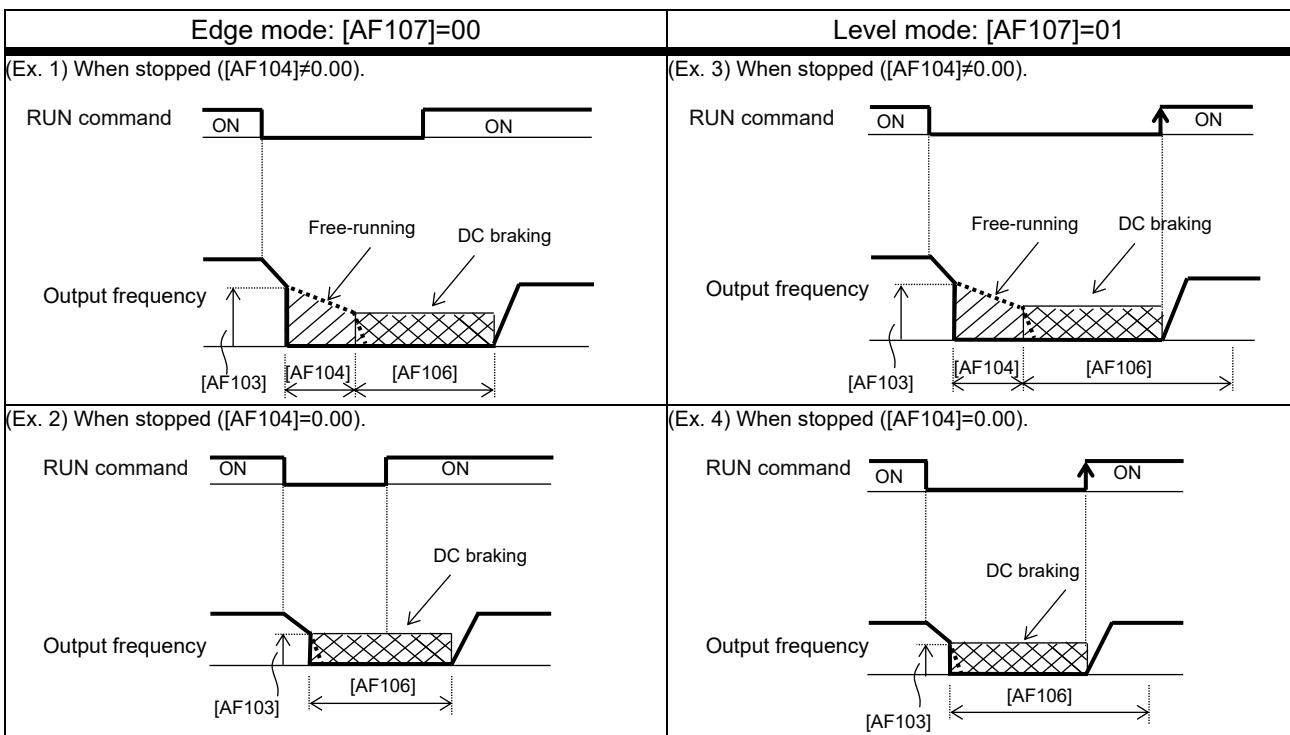 Edge mode: [AF107]=00
Level mode: [AF107]=01
(Ex. 1) When stopped ([AF104]≠0.00).
RUN command
ON
ON
Free-running
DC braking
Output frequency
[AF103]
[AF104]
[AF106]
(Ex. 3) When stopped ([AF104]≠0.00).
RUN command
ON
ON
Free-running
DC braking
Output frequency
[AF103]
[AF104]
[AF106]
(Ex. 2) When stopped ([AF104]=0.00).
RUN command
ON
ON
DC braking
Output frequency
[AF106]
[AF103]
(Ex. 4) When stopped ([AF104]=0.00).
RUN command
ON
ON
DC braking
Output frequency
[AF106]
[AF103]